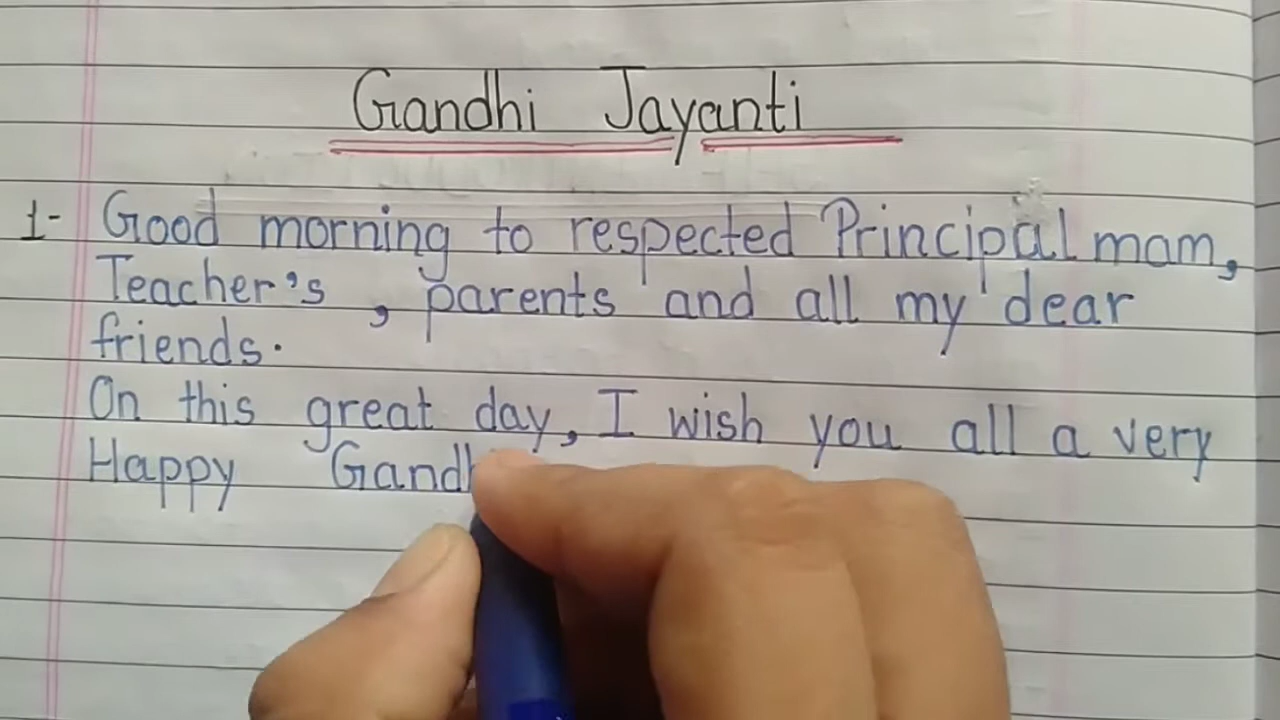 Gandhi Jayanti
1- Good morning to respected Principal mam,
Teacher's, parents and all my dear
friends.
On this great day, I wish you all a very
Happy Gandh